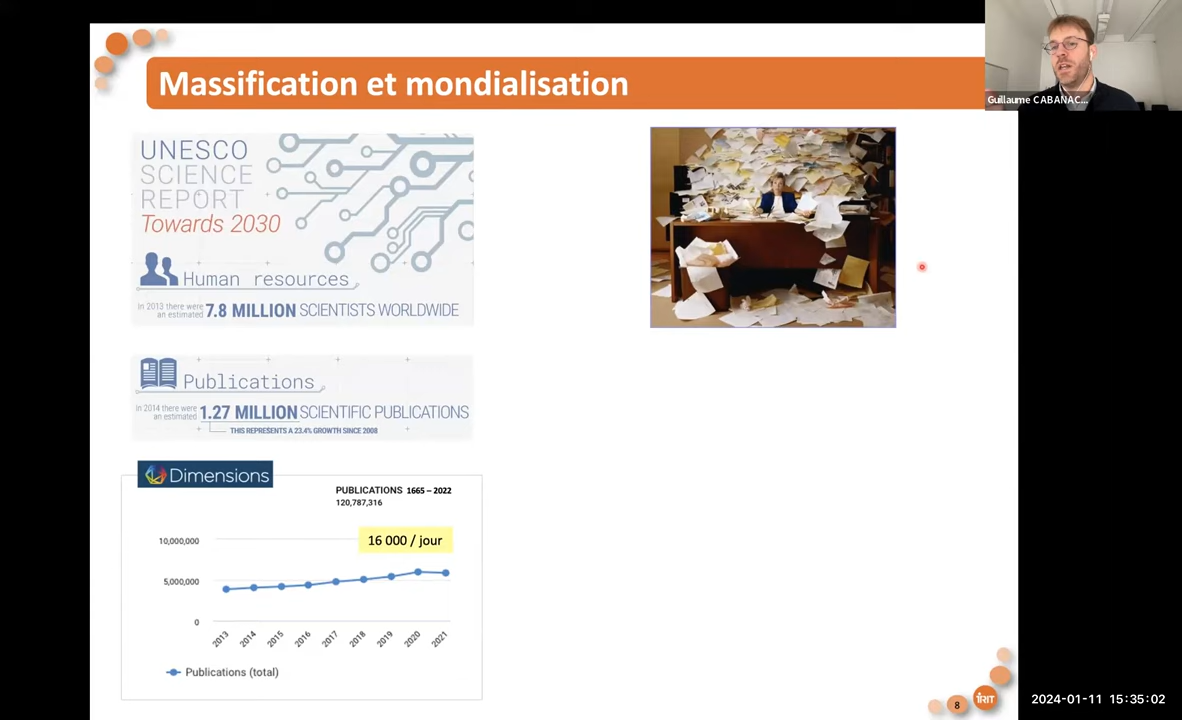 Massification et mondialisation
Guillaume CABANAC...
UNESCO
SCIENCE
REPORT
Towards 2030
Human resources
In 2013 there were
an estimated 7.8 MILLION SCIENTISTS WORLDWIDE
Publications
In 2014 there were
an estimated 1.27 MILLION SCIENTIFIC PUBLICATIONS
THIS REPRESENTS A 23.4% GROWTH SINCE 2008
Dimensions
PUBLICATIONS 1665 – 2022
120,787,316
16 000 / jour
10,000,000
5,000,000
0
2013 2014 2015 2016 2017 2018 2019 2020 2021
Publications (total)
8
IRIT
2024-01-11 15:35:02